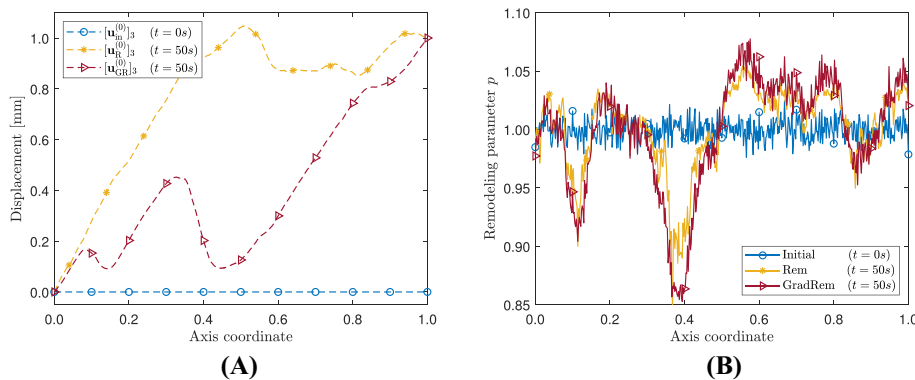 1.0
0.8
0.6
0.4
0.2
0.0
Displacement [mm]
[u_in^(0)]_3 (t = 0s)
[u_R^(0)]_3 (t = 50s)
[u_GR^(0)]_3 (t = 50s)
0.0 0.2 0.4 0.6 0.8 1.0
Axis coordinate
(A)
1.10
1.05
1.00
0.95
0.90
0.85
Remodeling parameter p
Initial (t = 0s)
Rem (t = 50s)
GradRem (t = 50s)
0.0 0.2 0.4 0.6 0.8 1.0
Axis coordinate
(B)